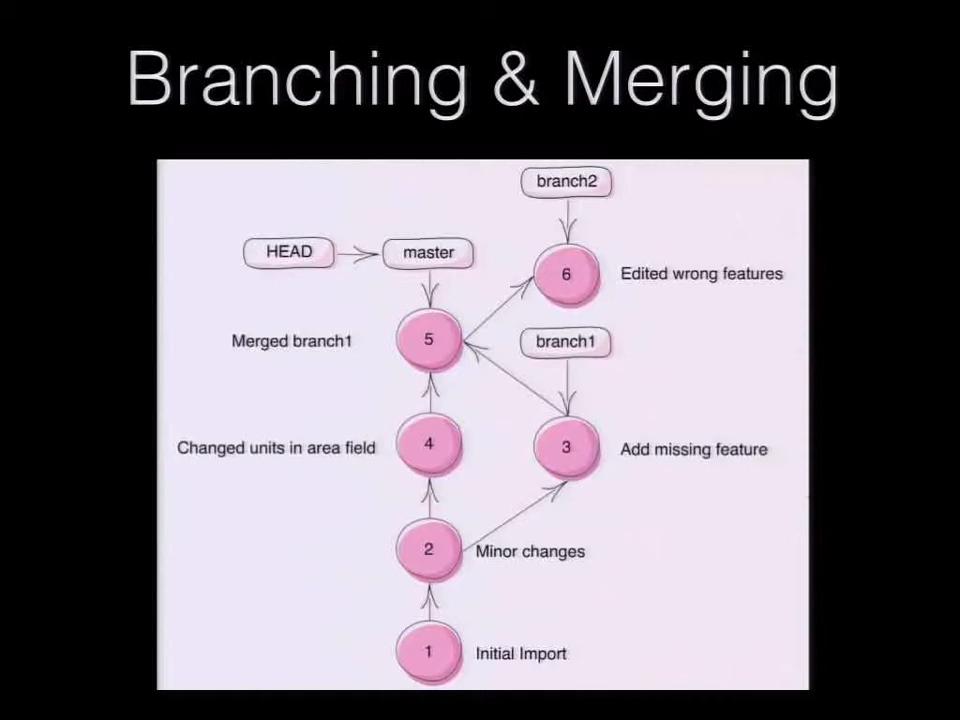 Branching & Merging
branch2
HEAD
master
6
Edited wrong features
Merged branch1
5
branch1
Changed units in area field
4
3
Add missing feature
2
Minor changes
1
Initial Import